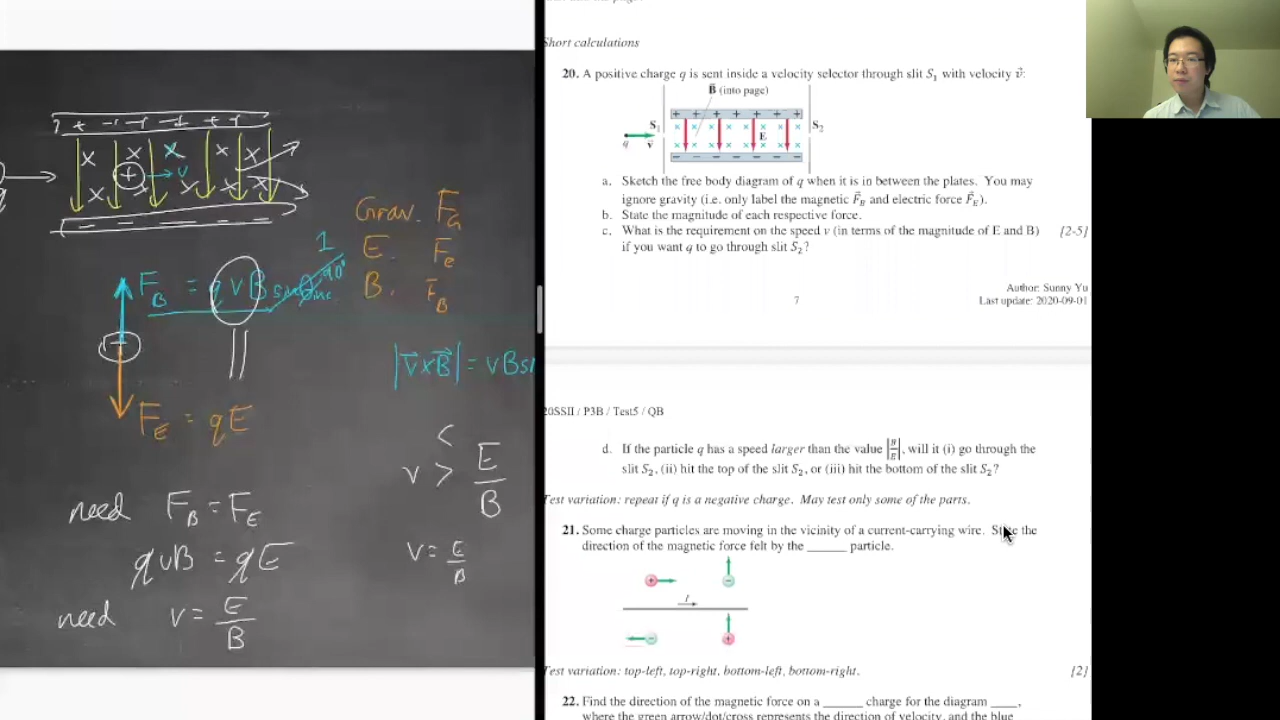 Short calculations
20. A positive charge q is sent inside a velocity selector through slit S₁ with velocity v⃗:
B⃗ (into page)
+ + + + + + +
S₁
S₂
E
q v⃗
− − − − − − −
a. Sketch the free body diagram of q when it is in between the plates. You may
ignore gravity (i.e. only label the magnetic F⃗_B and electric force F⃗_E).
b. State the magnitude of each respective force.
c. What is the requirement on the speed v (in terms of the magnitude of E and B) [2-5]
if you want q to go through slit S₂?
7
Author: Sunny Yu
Last update: 2020-09-01
20SSII / P3B / Test5 / QB
d. If the particle q has a speed larger than the value |B/E|, will it (i) go through the
slit S₂, (ii) hit the top of the slit S₂, or (iii) hit the bottom of the slit S₂?
Test variation: repeat if q is a negative charge. May test only some of the parts.
21. Some charge particles are moving in the vicinity of a current-carrying wire. State the
direction of the magnetic force felt by the ______ particle.
I
Test variation: top-left, top-right, bottom-left, bottom-right. [2]
22. Find the direction of the magnetic force on a ______ charge for the diagram ____,
where the green arrow/dot/cross represents the direction of velocity, and the blue
v
Grav. F_G
E. F_e
B. F_B
F_B = qvB sinθ
1
90°
F_E = qE
|v⃗×B⃗| = vBsi
<
v > E/B
v = E/B
need F_B = F_E
qvB = qE
need v = E/B